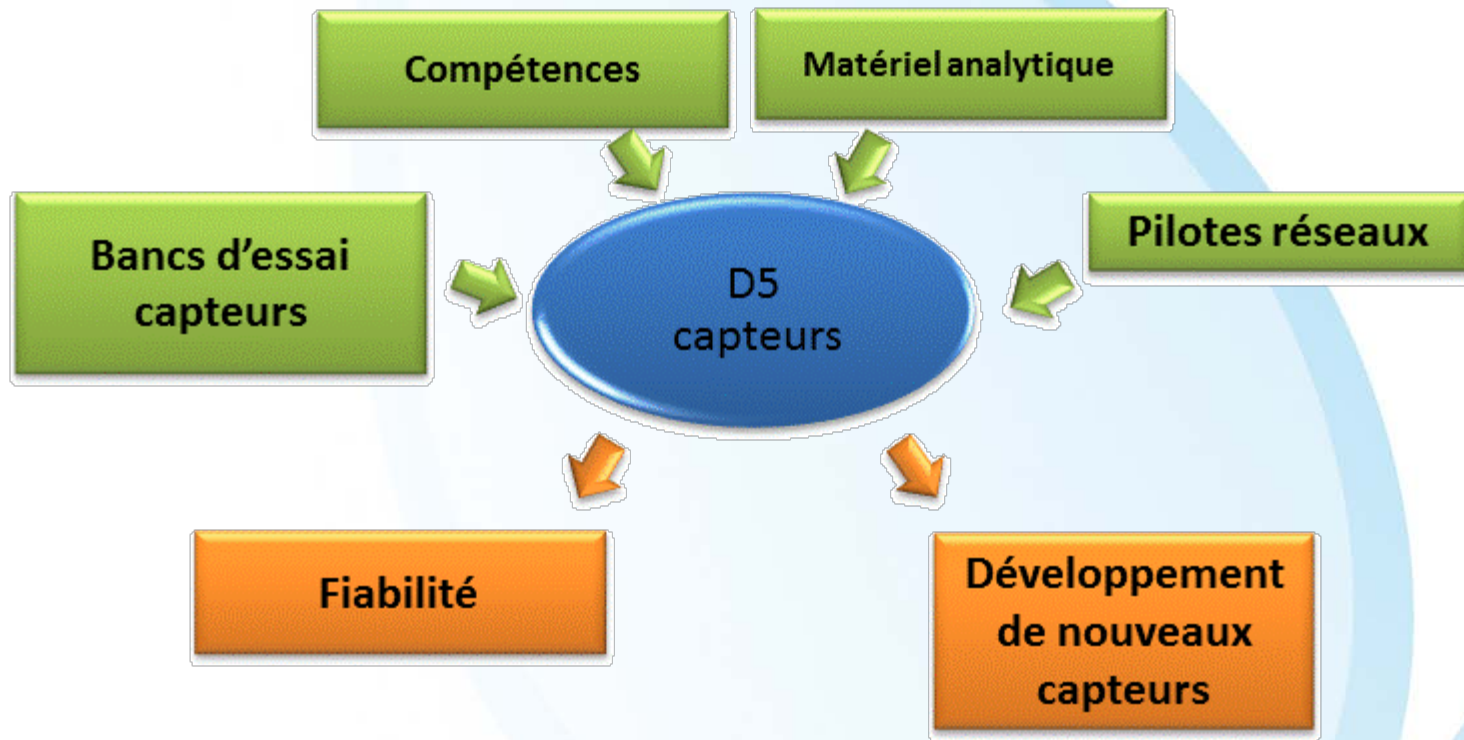 Compétences
Matériel analytique
Bancs d’essai
capteurs
D5
capteurs
Pilotes réseaux
Fiabilité
Développement
de nouveaux
capteurs